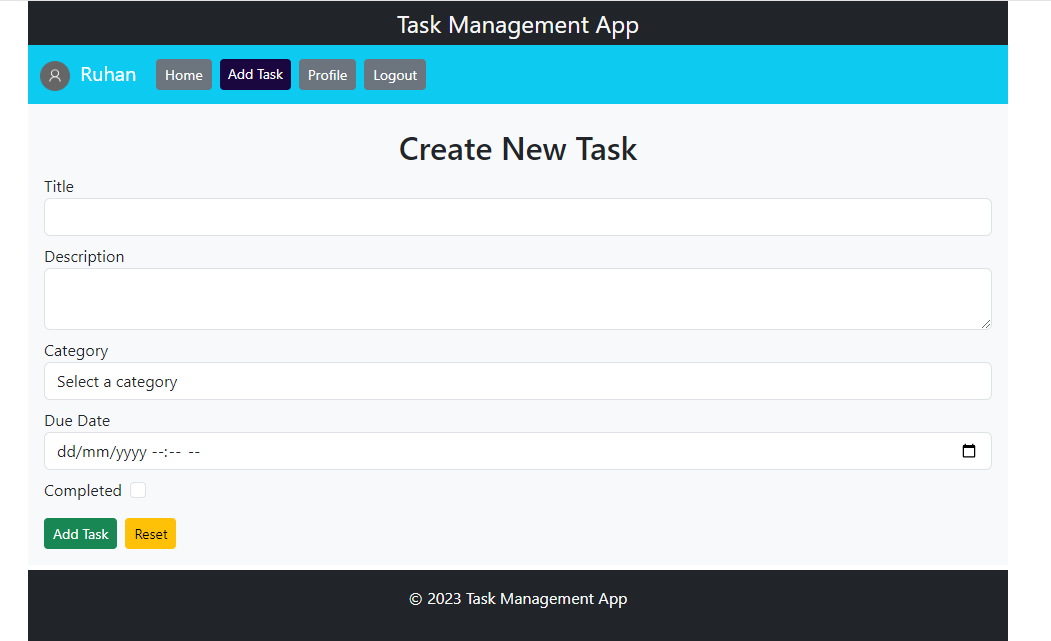 Task Management App
Ruhan Home Add Task Profile Logout
Create New Task
Title
Description
Category
Select a category
Due Date
dd/mm/yyyy --:-- --
Completed
Add Task Reset
© 2023 Task Management App